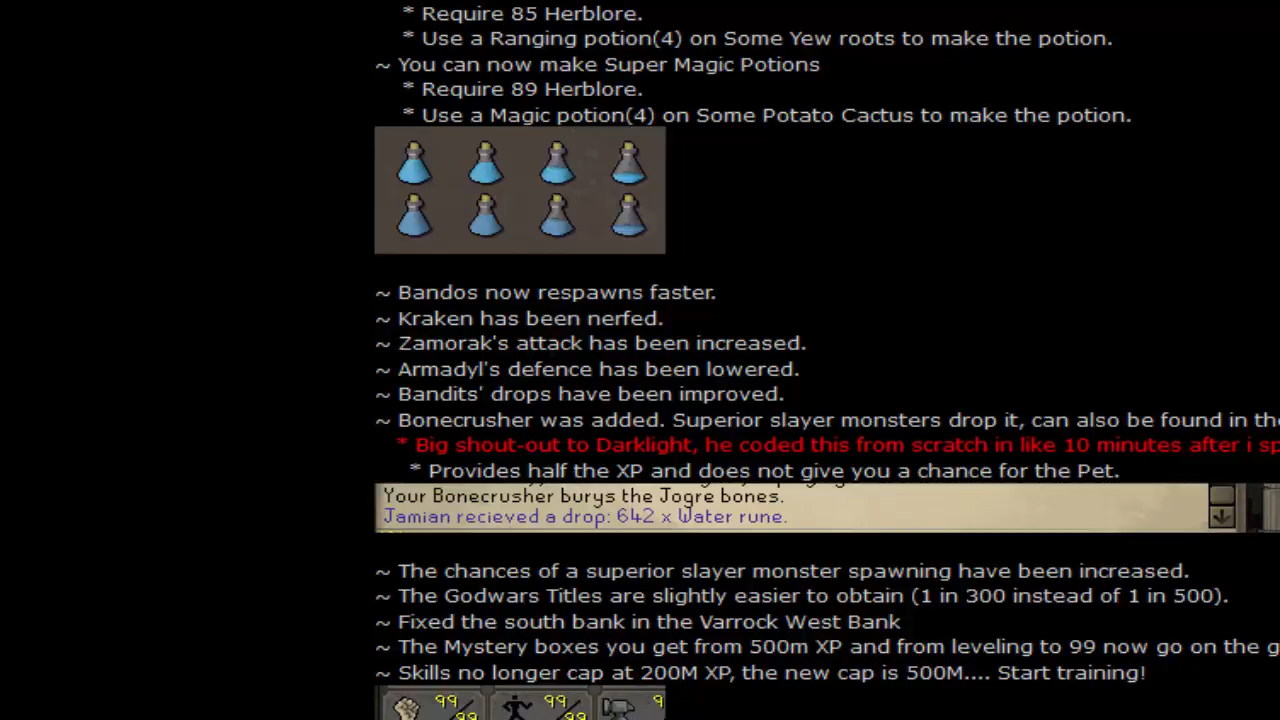 * Require 85 Herblore.
* Use a Ranging potion(4) on Some Yew roots to make the potion.
~ You can now make Super Magic Potions
* Require 89 Herblore.
* Use a Magic potion(4) on Some Potato Cactus to make the potion.
~ Bandos now respawns faster.
~ Kraken has been nerfed.
~ Zamorak's attack has been increased.
~ Armadyl's defence has been lowered.
~ Bandits' drops have been improved.
~ Bonecrusher was added. Superior slayer monsters drop it, can also be found in the
* Big shout-out to Darklight, he coded this from scratch in like 10 minutes after i sp
* Provides half the XP and does not give you a chance for the Pet.
Your Bonecrusher burys the Jogre bones.
Jamian recieved a drop: 642 x Water rune.
~ The chances of a superior slayer monster spawning have been increased.
~ The Godwars Titles are slightly easier to obtain (1 in 300 instead of 1 in 500).
~ Fixed the south bank in the Varrock West Bank
~ The Mystery boxes you get from 500m XP and from leveling to 99 now go on the g
~ Skills no longer cap at 200M XP, the new cap is 500M.... Start training!
99/99 99/99 9